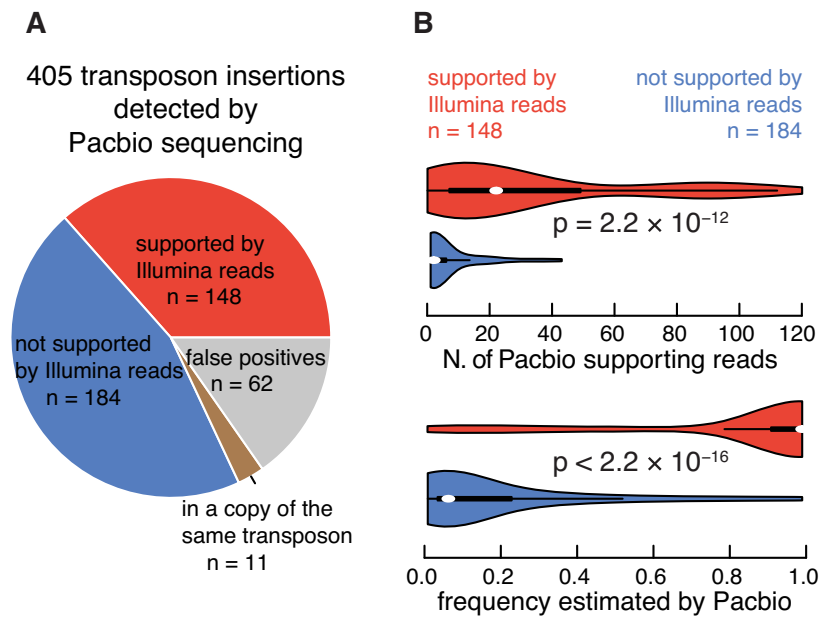 A
405 transposon insertions
detected by
Pacbio sequencing
supported by
Illumina reads
n = 148
not supported
by Illumina reads
n = 184
false positives
n = 62
in a copy of the
same transposon
n = 11
B
supported by
Illumina reads
n = 148
not supported by
Illumina reads
n = 184
p = 2.2 × 10⁻¹²
0 20 40 60 80 100 120
N. of Pacbio supporting reads
p < 2.2 × 10⁻¹⁶
0.0 0.2 0.4 0.6 0.8 1.0
frequency estimated by Pacbio